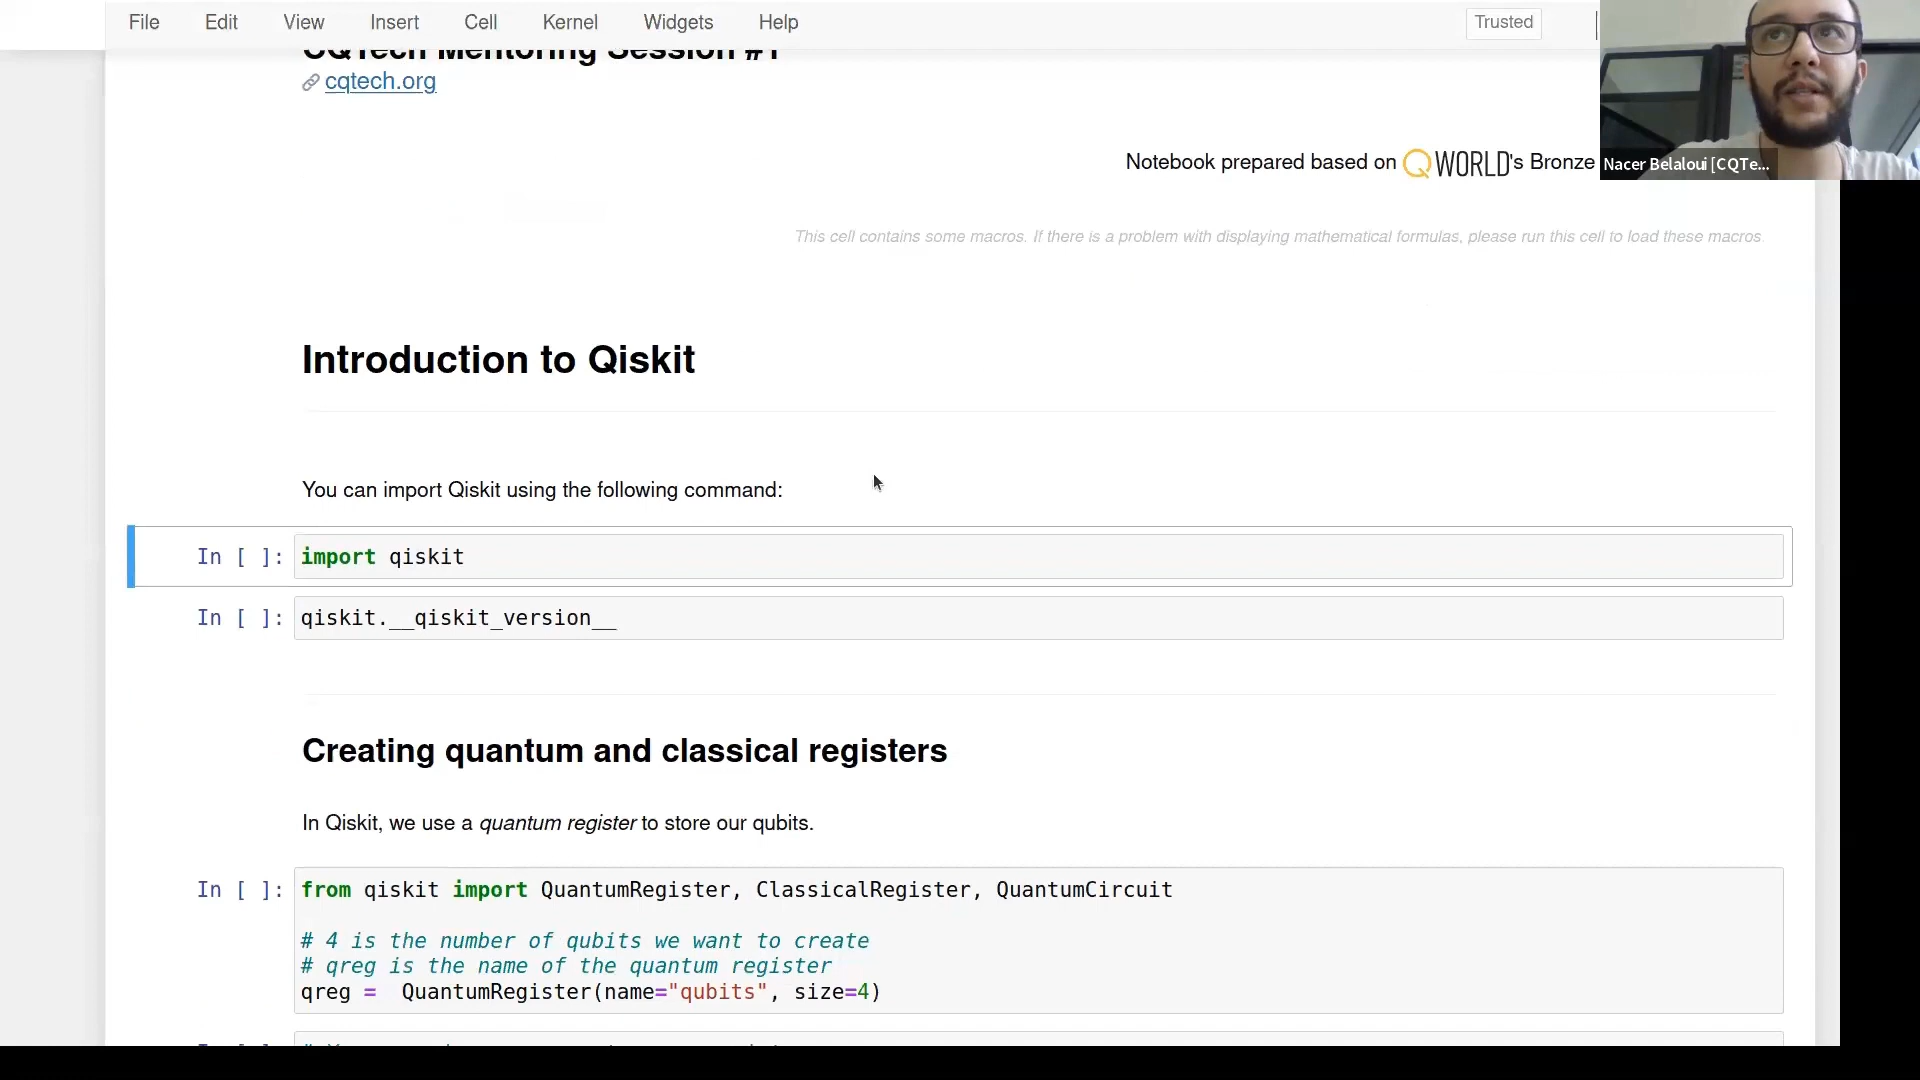 File Edit View Insert Cell Kernel Widgets Help Trusted
CQTech Mentoring Session #1
cqtech.org
Notebook prepared based on QWORLD's Bronze
Nacer Belaloui [CQTe...
This cell contains some macros. If there is a problem with displaying mathematical formulas, please run this cell to load these macros.
Introduction to Qiskit
You can import Qiskit using the following command:
In [ ]: import qiskit
In [ ]: qiskit.__qiskit_version__
Creating quantum and classical registers
In Qiskit, we use a quantum register to store our qubits.
In [ ]: from qiskit import QuantumRegister, ClassicalRegister, QuantumCircuit
# 4 is the number of qubits we want to create
# qreg is the name of the quantum register
qreg =  QuantumRegister(name="qubits", size=4)